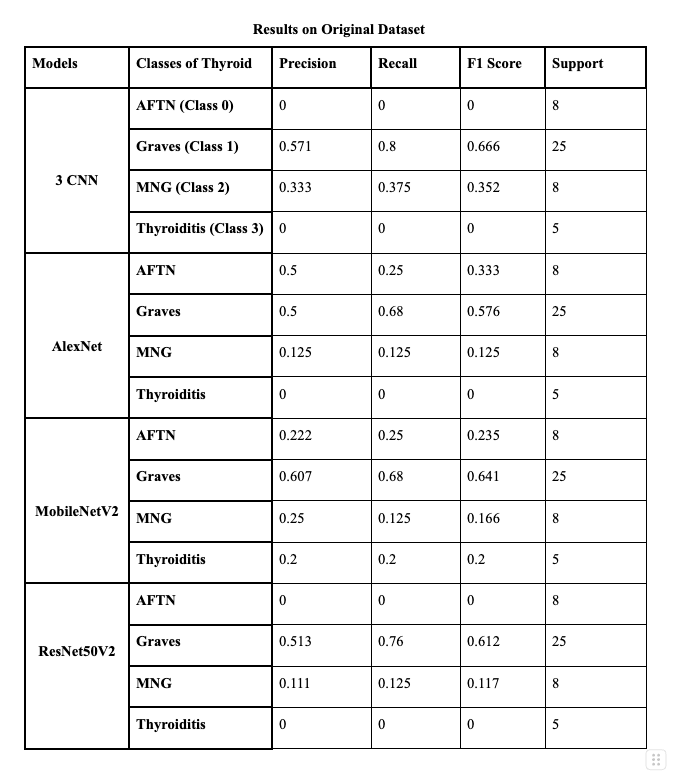 Results on Original Dataset
Models Classes of Thyroid Precision Recall F1 Score Support
3 CNN
AFTN (Class 0) 0 0 0 8
Graves (Class 1) 0.571 0.8 0.666 25
MNG (Class 2) 0.333 0.375 0.352 8
Thyroiditis (Class 3) 0 0 0 5
AlexNet
AFTN 0.5 0.25 0.333 8
Graves 0.5 0.68 0.576 25
MNG 0.125 0.125 0.125 8
Thyroiditis 0 0 0 5
MobileNetV2
AFTN 0.222 0.25 0.235 8
Graves 0.607 0.68 0.641 25
MNG 0.25 0.125 0.166 8
Thyroiditis 0.2 0.2 0.2 5
ResNet50V2
AFTN 0 0 0 8
Graves 0.513 0.76 0.612 25
MNG 0.111 0.125 0.117 8
Thyroiditis 0 0 0 5